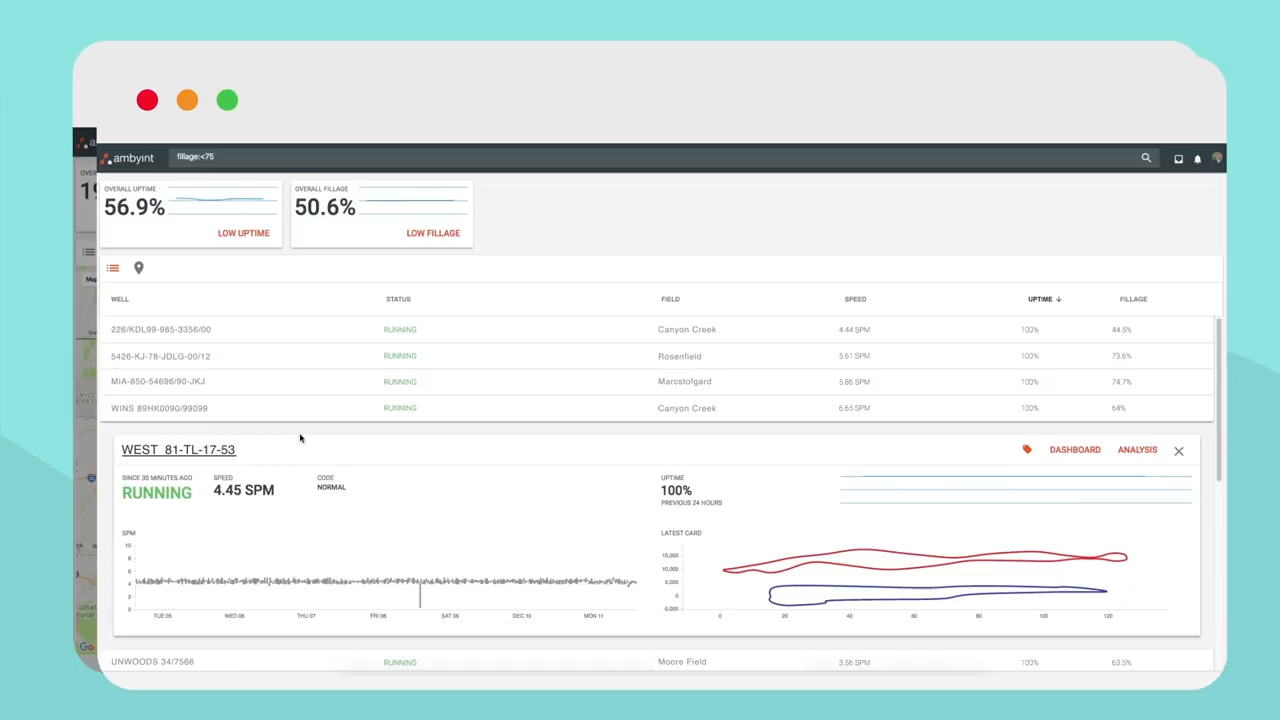 ambyint fillage:<75
OVERALL UPTIME OVERALL FILLAGE
56.9% 50.6%
LOW UPTIME LOW FILLAGE
WELL STATUS FIELD SPEED UPTIME FILLAGE
226/KDL99-985-3356/00 RUNNING Canyon Creek 4.44 SPM 100% 44.5%
5426-KJ-78-JDLG-00/12 RUNNING Rosenfield 5.61 SPM 100% 73.6%
MIA-850-54696/90-JKJ RUNNING Marcstofgard 5.86 SPM 100% 74.7%
WINS 89HK0090/99099 RUNNING Canyon Creek 6.65 SPM 100% 64%
WEST 81-TL-17-53 DASHBOARD ANALYSIS
SINCE 30 MINUTES AGO SPEED CODE UPTIME
RUNNING 4.45 SPM NORMAL 100%
PREVIOUS 24 HOURS
SPM LATEST CARD
10
8
6
4
2
0
TUE 05 WED 06 THU 07 FRI 08 SAT 09 DEC 10 MON 11
15,000
10,000
5,000
0
-5,000
0 20 40 60 80 100 120
UNWOODS 34/7566 RUNNING Moore Field 3.56 SPM 100% 63.5%